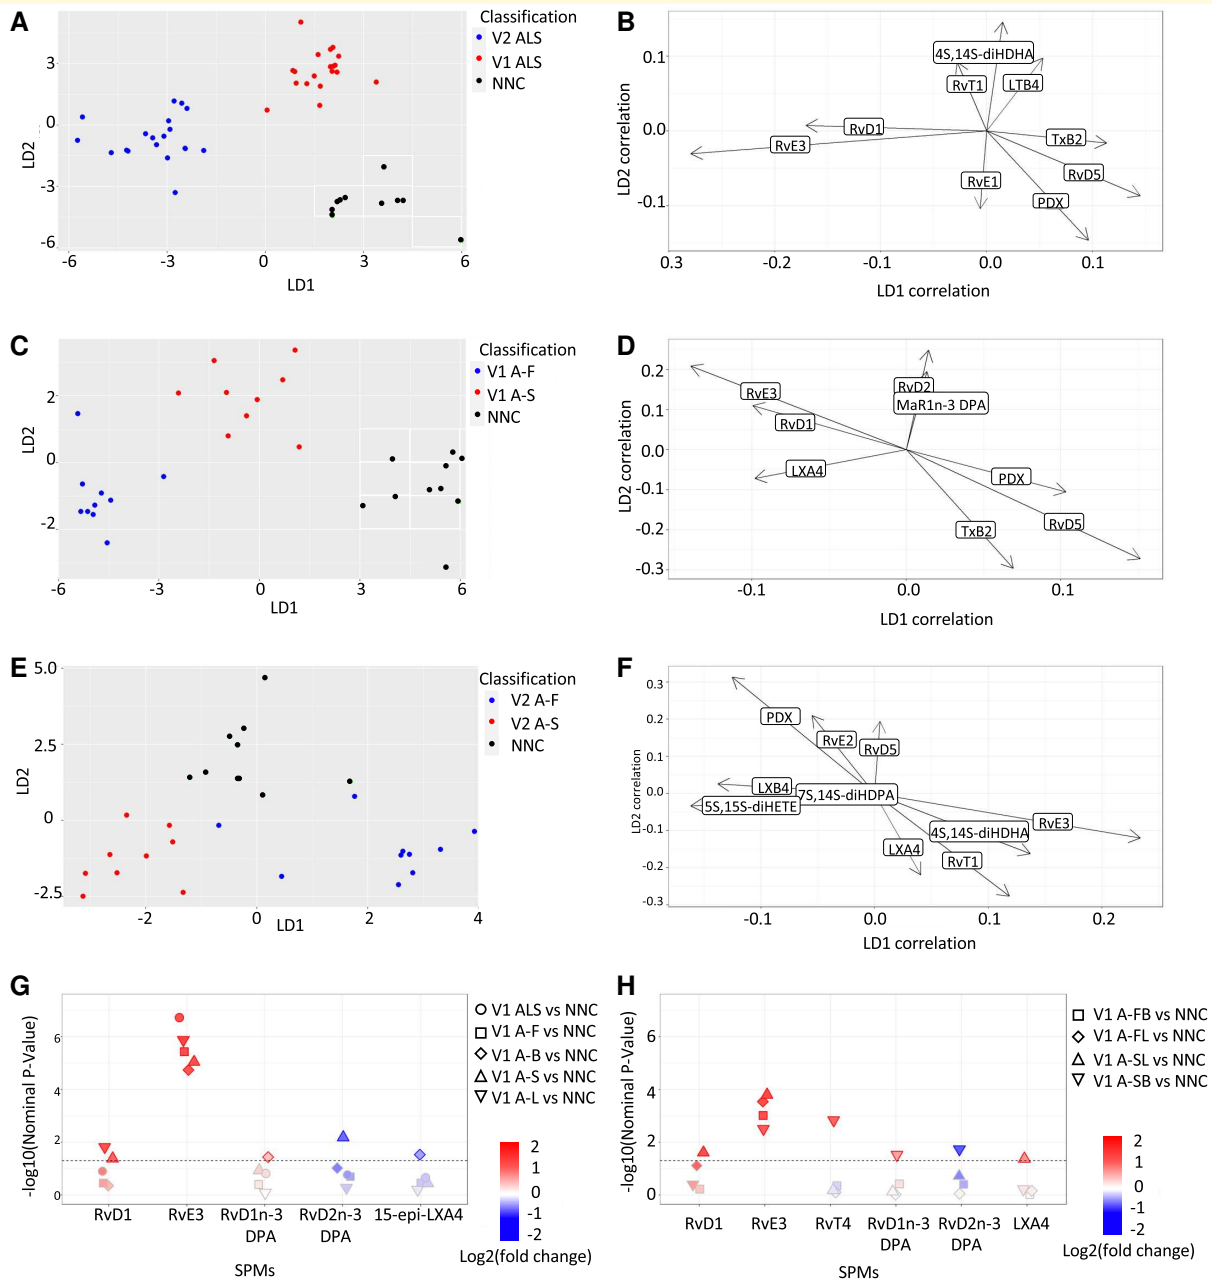 A
Classification
V2 ALS
V1 ALS
NNC
LD2
3
0
-3
-6
-6
-3
0
3
6
LD1
B
LD2 correlation
0.1
0.0
-0.1
4S,14S-diHDHA
RvT1
LTB4
RvD1
RvE3
TxB2
RvD5
RvE1
PDX
0.3
-0.2
-0.1
0.0
0.1
LD1 correlation
C
Classification
V1 A-F
V1 A-S
NNC
LD2
2
0
-2
-6
-3
0
3
6
LD1
D
LD2 correlation
0.2
0.1
0.0
-0.1
-0.2
-0.3
RvE3
RvD2
MaR1n-3 DPA
RvD1
LXA4
PDX
RvD5
TxB2
-0.1
0.0
0.1
LD1 correlation
E
Classification
V2 A-F
V2 A-S
NNC
LD2
5.0
2.5
0
-2.5
-2
0
2
4
LD1
F
LD2 correlation
0.3
0.2
0.1
0.0
-0.1
-0.2
-0.3
PDX
RvE2
RvD5
LXB4
7S,14S-diHDPA
5S,15S-diHETE
RvE3
4S,14S-diHDHA
LXA4
RvT1
-0.1
0.0
0.1
0.2
LD1 correlation
G
-log10(Nominal P-Value)
6
4
2
0
V1 ALS vs NNC
V1 A-F vs NNC
V1 A-B vs NNC
V1 A-S vs NNC
V1 A-L vs NNC
2
1
0
-1
-2
Log2(fold change)
RvD1
RvE3
RvD1n-3 DPA
RvD2n-3 DPA
15-epi-LXA4
SPMs
H
-log10(Nominal P-Value)
6
4
2
0
V1 A-FB vs NNC
V1 A-FL vs NNC
V1 A-SL vs NNC
V1 A-SB vs NNC
2
1
0
-1
-2
Log2(fold change)
RvD1
RvE3
RvT4
RvD1n-3 DPA
RvD2n-3 DPA
LXA4
SPMs